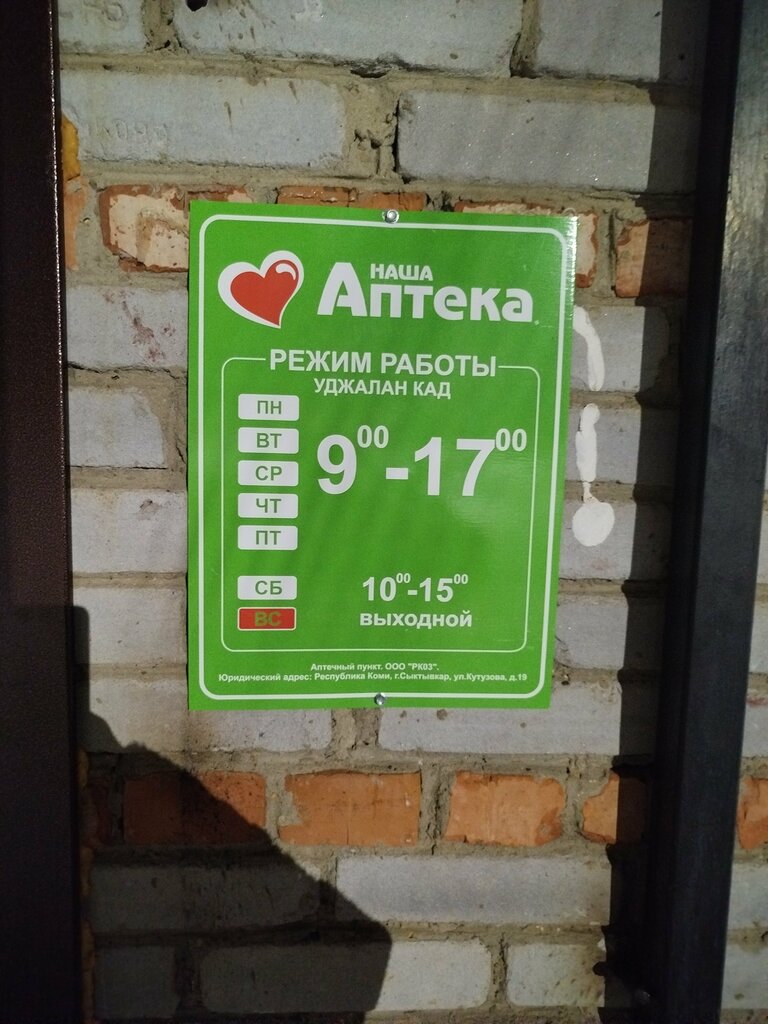 НАША
Аптека
РЕЖИМ РАБОТЫ
УДЖАЛАН КАД
ПН
ВТ
СР
ЧТ
ПТ
9⁰⁰-17⁰⁰
СБ
10⁰⁰-15⁰⁰
ВС
ВЫХОДНОЙ
Аптечный пункт. ООО "РК03".
Юридический адрес: Республика Коми, г.Сыктывкар, ул.Кутузова, д.19